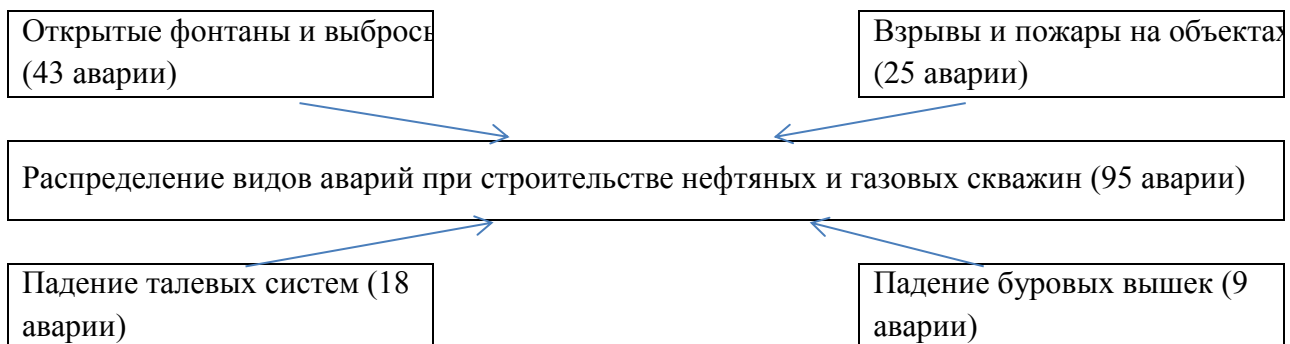 Открытые фонтаны и выбросы
(43 аварии)
Взрывы и пожары на объектах
(25 аварии)
Распределение видов аварий при строительстве нефтяных и газовых скважин (95 аварии)
Падение талевых систем (18
аварии)
Падение буровых вышек (9
аварии)